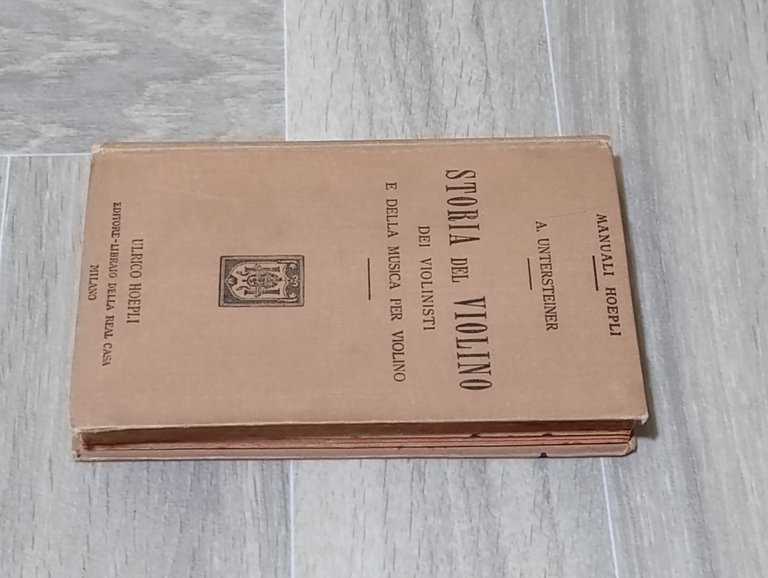 MANUALI HOEPLI
A. UNTERSTEINER
STORIA DEL VIOLINO
DEI VIOLINISTI
E DELLA MUSICA PER VIOLINO
ULRICO HOEPLI
EDITORE-LIBRAIO DELLA REAL CASA
MILANO